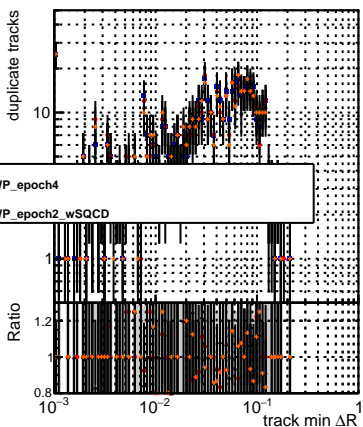 duplicate tracks
10
VP_epoch4
VP_epoch2_wSQCD
1
Ratio
1.2
1
0.8
10⁻³ 10⁻² 10⁻¹ 1
track min ΔR